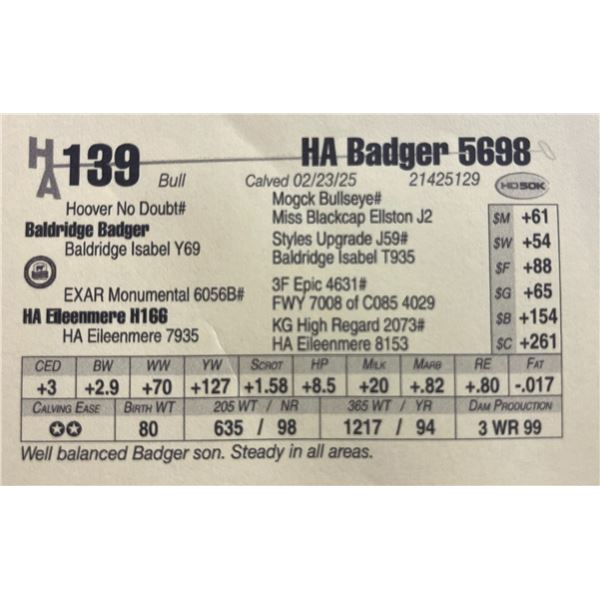 HA 139 Bull
HA Badger 5698
Calved 02/23/25 21425129 HD50K
Hoover No Doubt#
Baldridge Badger
Baldridge Isabel Y69
EXAR Monumental 6056B#
HA Eileenmere H166
HA Eileenmere 7935
Mogck Bullseye#
Miss Blackcap Ellston J2
Styles Upgrade J59#
Baldridge Isabel T935
3F Epic 4631#
FWY 7008 of C085 4029
KG High Regard 2073#
HA Eileenmere 8153
$M +61
$W +54
$F +88
$G +65
$B +154
$C +261
CED BW WW YW SCROT HP MILK MARB RE FAT
+3 +2.9 +70 +127 +1.58 +8.5 +20 +.82 +.80 -.017
CALVING EASE BIRTH WT 205 WT / NR 365 WT / YR DAM PRODUCTION
80 635 / 98 1217 / 94 3 WR 99
Well balanced Badger son. Steady in all areas.